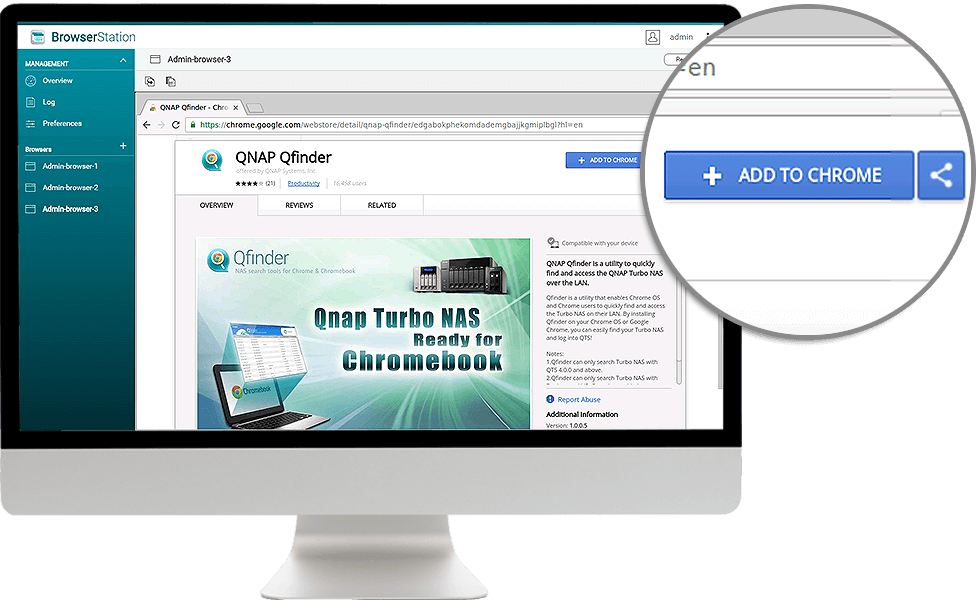 BrowserStation
admin
MANAGEMENT
Overview
Log
Preferences
Browsers
Admin-browser-1
Admin-browser-2
Admin-browser-3
Admin-browser-3
QNAP Qfinder - Chro
https://chrome.google.com/webstore/detail/qnap-qfinder/edgabokphekomdademgbajjkgmiplbgl?hl=en
QNAP Qfinder
offered by QNAP Systems, Inc.
(21)
Productivity
16,458 users
ADD TO CHROME
OVERVIEW
REVIEWS
RELATED
Qfinder
NAS search tools for Chrome & Chromebook
Qnap Turbo NAS
Ready for
Chromebook
Chromebook
Compatible with your device
QNAP Qfinder is a utility to quickly
find and access the QNAP Turbo NAS
over the LAN.
Qfinder is a utility that enables Chrome OS
and Chrome users to quickly find and access
the Turbo NAS on their LAN. By installing
Qfinder on your Chrome OS or Google
Chrome, you can easily find your Turbo NAS
and log into QTS!
Notes:
1.Qfinder can only search Turbo NAS with
QTS 4.0.0 and above.
2.Qfinder can only search Turbo NAS with
Report Abuse
Additional Information
Version: 1.0.0.5
=en
ADD TO CHROME